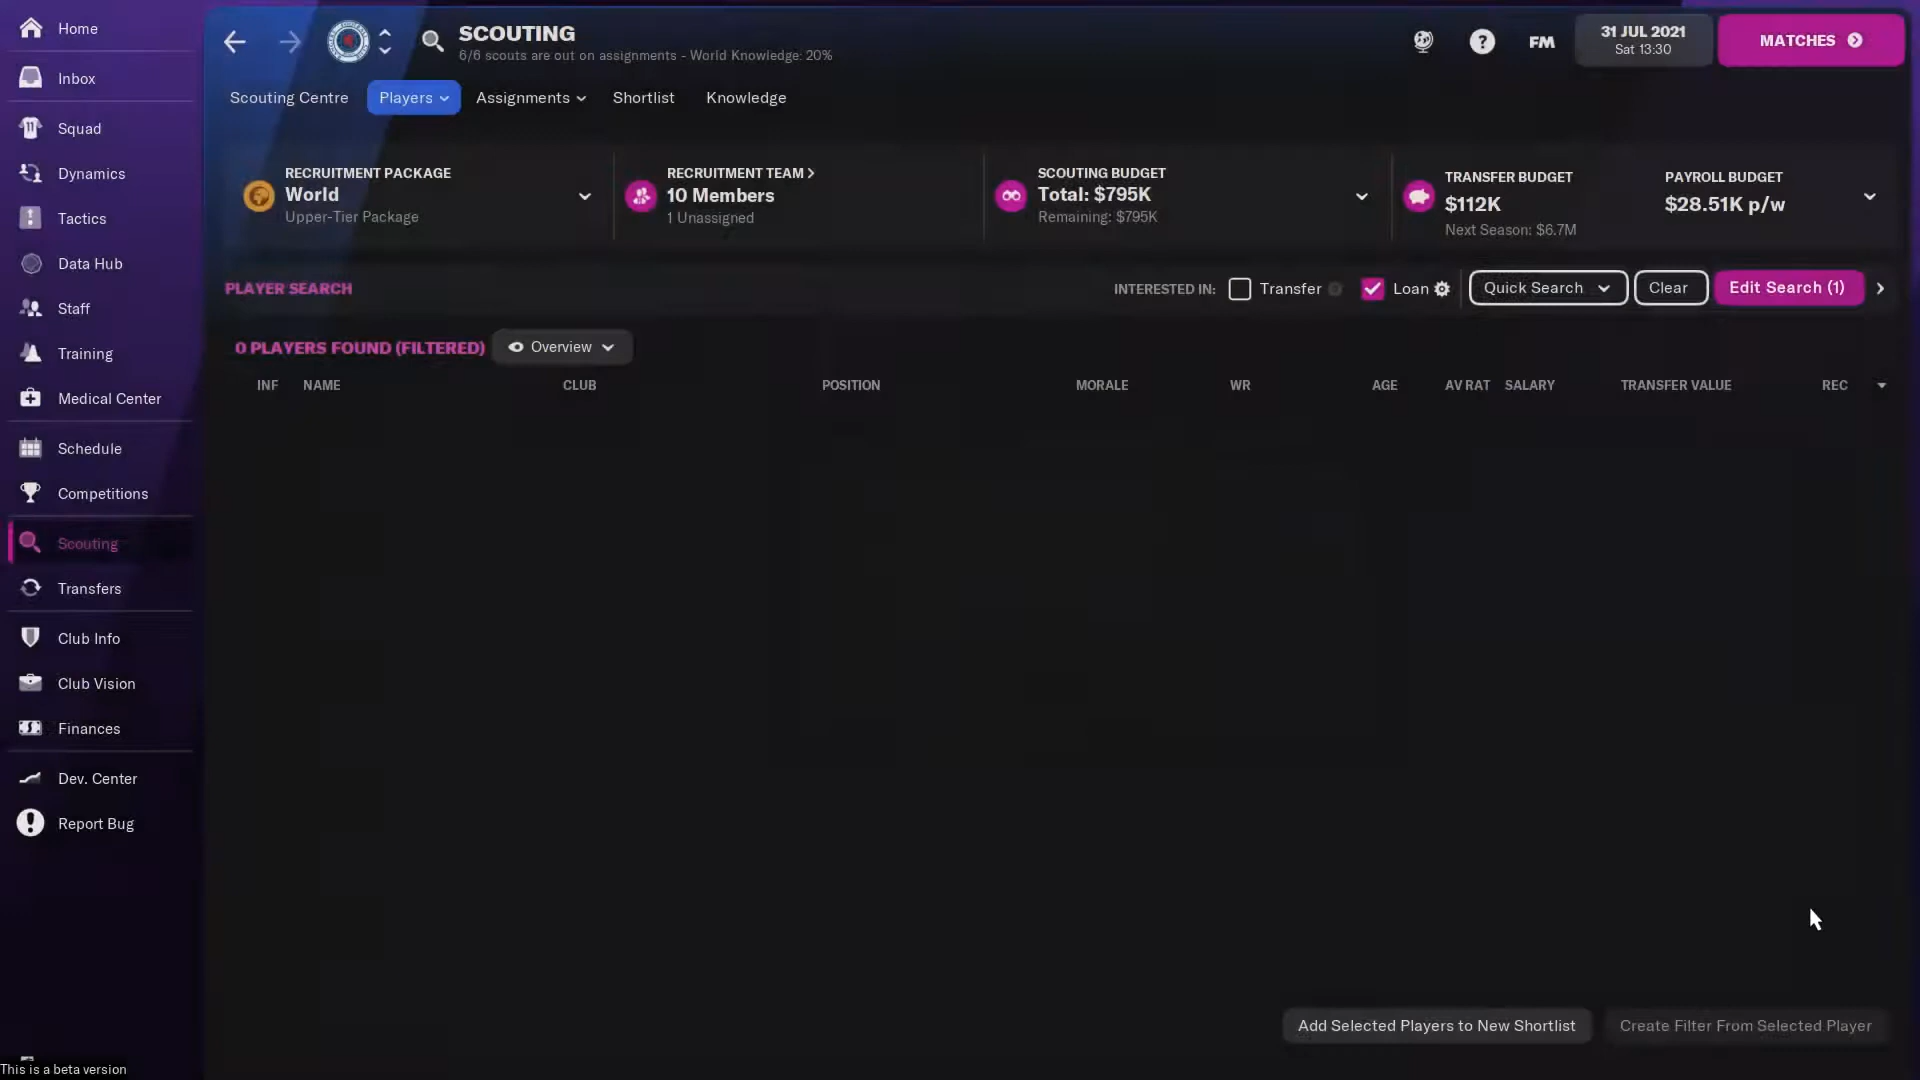 Home
Inbox
Squad
Dynamics
Tactics
Data Hub
Staff
Training
Medical Center
Schedule
Competitions
Scouting
Transfers
Club Info
Club Vision
Finances
Dev. Center
Report Bug
This is a beta version
SCOUTING
6/6 scouts are out on assignments - World Knowledge: 20%
FM
31 JUL 2021
Sat 13:30
MATCHES
Scouting Centre
Players
Assignments
Shortlist
Knowledge
RECRUITMENT PACKAGE
World
Upper-Tier Package
RECRUITMENT TEAM
10 Members
1 Unassigned
SCOUTING BUDGET
Total: $795K
Remaining: $795K
TRANSFER BUDGET
$112K
Next Season: $6.7M
PAYROLL BUDGET
$28.51K p/w
PLAYER SEARCH
INTERESTED IN: Transfer Loan
Quick Search
Clear
Edit Search (1)
0 PLAYERS FOUND (FILTERED)
Overview
INF NAME CLUB POSITION MORALE WR AGE AV RAT SALARY TRANSFER VALUE REC
Add Selected Players to New Shortlist
Create Filter From Selected Player